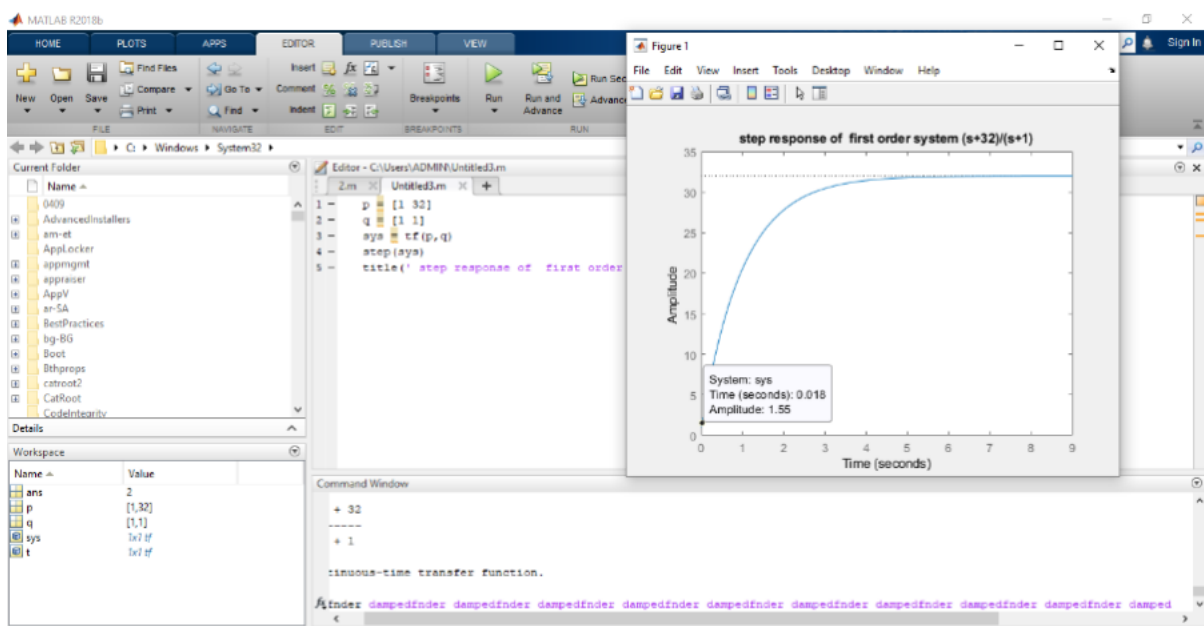 MATLAB R2018b
HOME PLOTS APPS EDITOR PUBLISH VIEW
Sign In
New Open Save
Find Files
Compare
Print
FILE
Go To
Find
NAVIGATE
Insert
Comment
Indent
EDIT
Breakpoints
BREAKPOINTS
Run
Run and Advance
Run Sec
Advance
RUN
C: Windows System32
Current Folder
Name
0409
AdvancedInstallers
am-et
AppLocker
appmgmt
appraiser
AppV
ar-SA
BestPractices
bg-BG
Boot
Bthprops
catroot2
CatRoot
CodeIntegrity
Details
Workspace
Name Value
ans 2
p [1,32]
q [1,1]
sys 1x1 tf
t 1x1 tf
Editor - C:\Users\ADMIN\Untitled3.m
2.m Untitled3.m
1 - p = [1 32]
2 - q = [1 1]
3 - sys = tf(p,q)
4 - step(sys)
5 - title(' step response of first order
Command Window
+ 32
-----
+ 1
tinuous-time transfer function.
fx
fnder dampedfnder dampedfnder dampedfnder dampedfnder dampedfnder dampedfnder dampedfnder dampedfnder damped
Figure 1
File Edit View Insert Tools Desktop Window Help
step response of first order system (s+32)/(s+1)
35
30
25
20
15
10
5
0
Amplitude
System: sys
Time (seconds): 0.018
Amplitude: 1.55
0 1 2 3 4 5 6 7 8 9
Time (seconds)